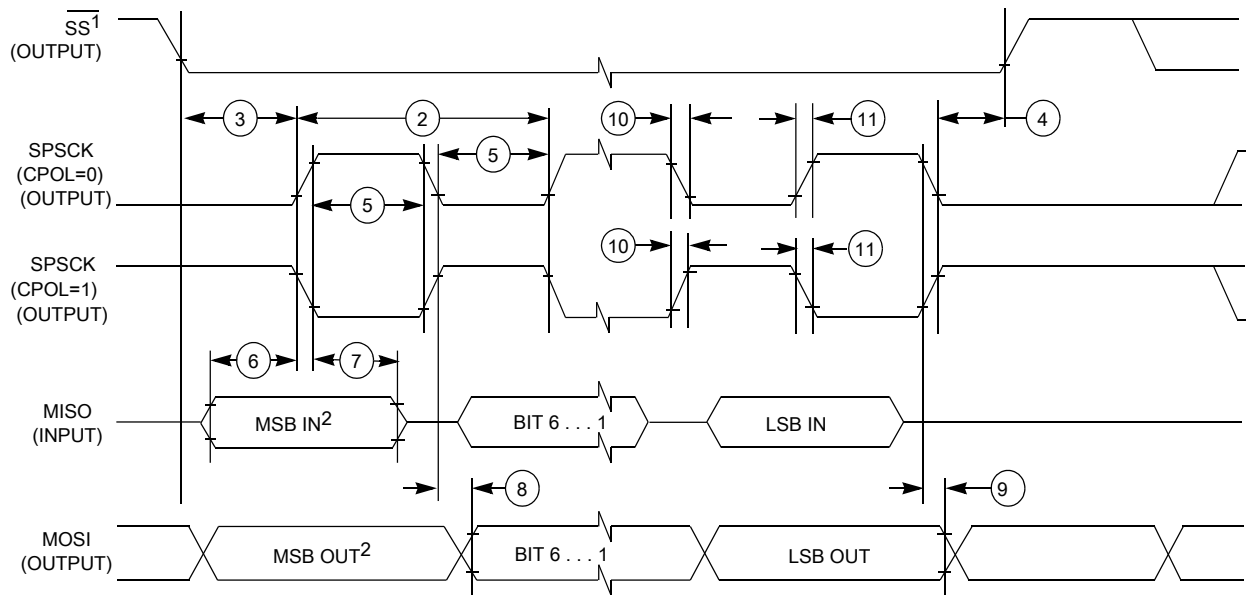 SS¹
(OUTPUT)
3
2
10
11
4
SPSCK
(CPOL=0)
(OUTPUT)
5
5
SPSCK
(CPOL=1)
(OUTPUT)
10
11
6
7
MISO
(INPUT)
MSB IN²
BIT 6 . . . 1
LSB IN
8
9
MOSI
(OUTPUT)
MSB OUT²
BIT 6 . . . 1
LSB OUT